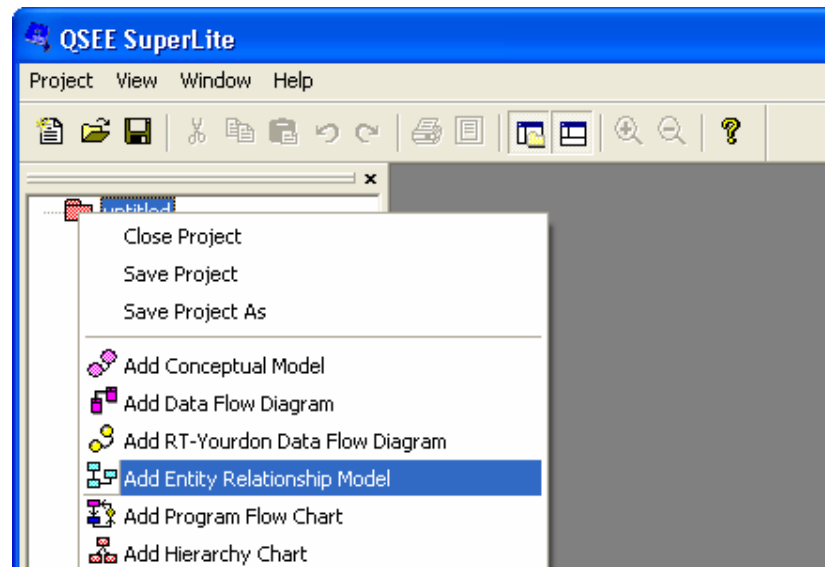 QSEE SuperLite
Project View Window Help
untitled
Close Project
Save Project
Save Project As
Add Conceptual Model
Add Data Flow Diagram
Add RT-Yourdon Data Flow Diagram
Add Entity Relationship Model
Add Program Flow Chart
Add Hierarchy Chart